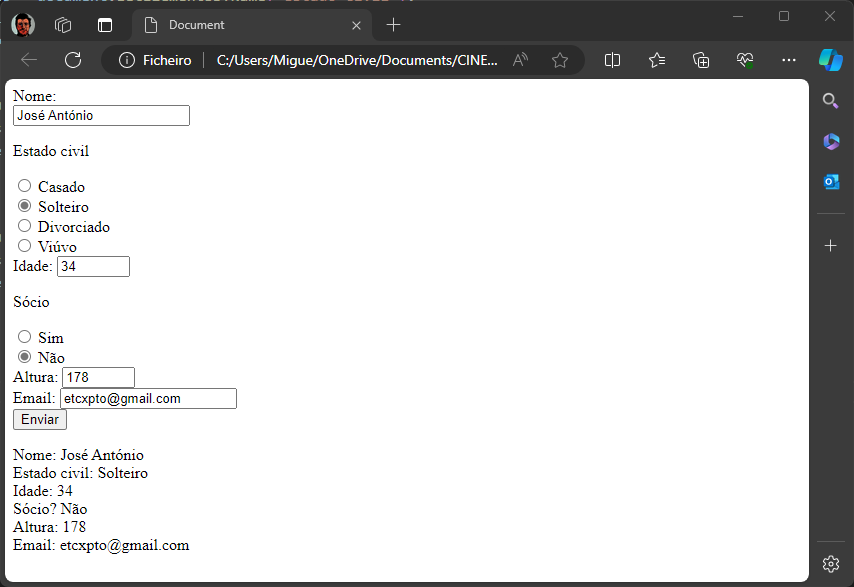 Document
Ficheiro
C:/Users/Migue/OneDrive/Documents/CINE...
Nome:
José António
Estado civil
Casado
Solteiro
Divorciado
Viúvo
Idade: 34
Sócio
Sim
Não
Altura: 178
Email: etcxpto@gmail.com
Enviar
Nome: José António
Estado civil: Solteiro
Idade: 34
Sócio? Não
Altura: 178
Email: etcxpto@gmail.com